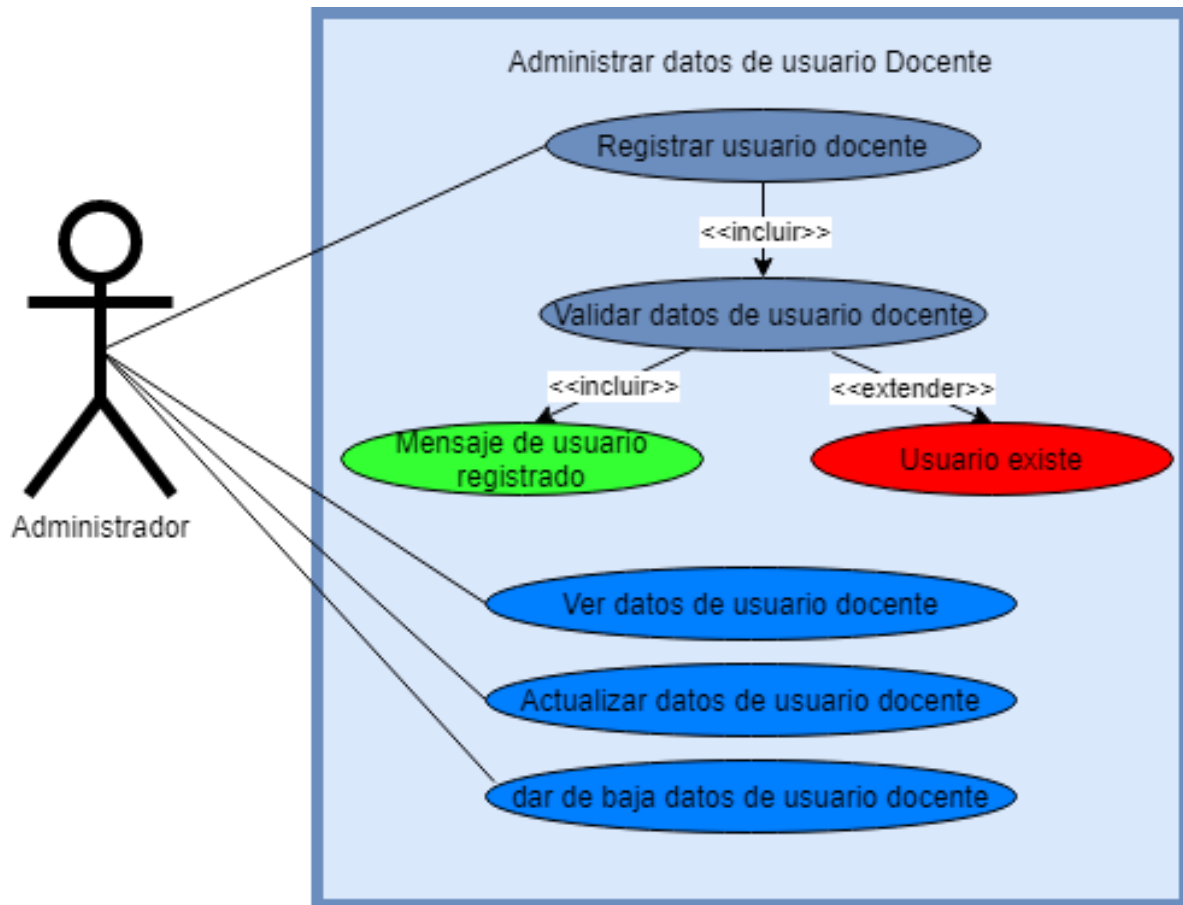 Administrar datos de usuario Docente
Registrar usuario docente
<<incluir>>
Validar datos de usuario docente
<<incluir>>
<<extender>>
Mensaje de usuario
registrado
Usuario existe
Administrador
Ver datos de usuario docente
Actualizar datos de usuario docente
dar de baja datos de usuario docente